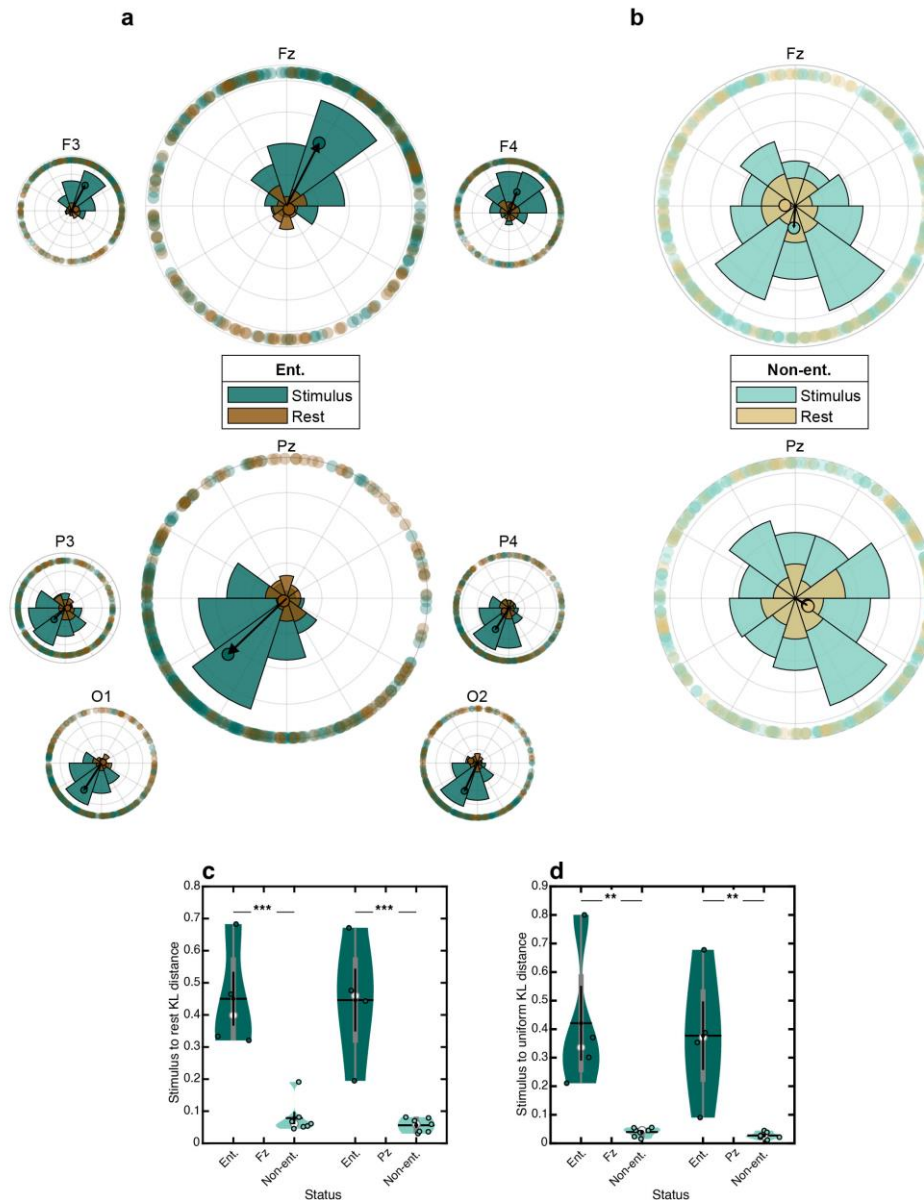 a
b
Fz
Fz
F3
F4
Ent.
Stimulus
Rest
Non-ent.
Stimulus
Rest
Pz
Pz
P3
P4
O1
O2
c
d
Stimulus to rest KL distance
0.8
0.7
0.6
0.5
0.4
0.3
0.2
0.1
0
***
***
Ent.
Fz
Non-ent.
Ent.
Pz
Non-ent.
Status
Stimulus to uniform KL distance
0.9
0.8
0.7
0.6
0.5
0.4
0.3
0.2
0.1
0
**
**
Ent.
Fz
Non-ent.
Ent.
Pz
Non-ent.
Status